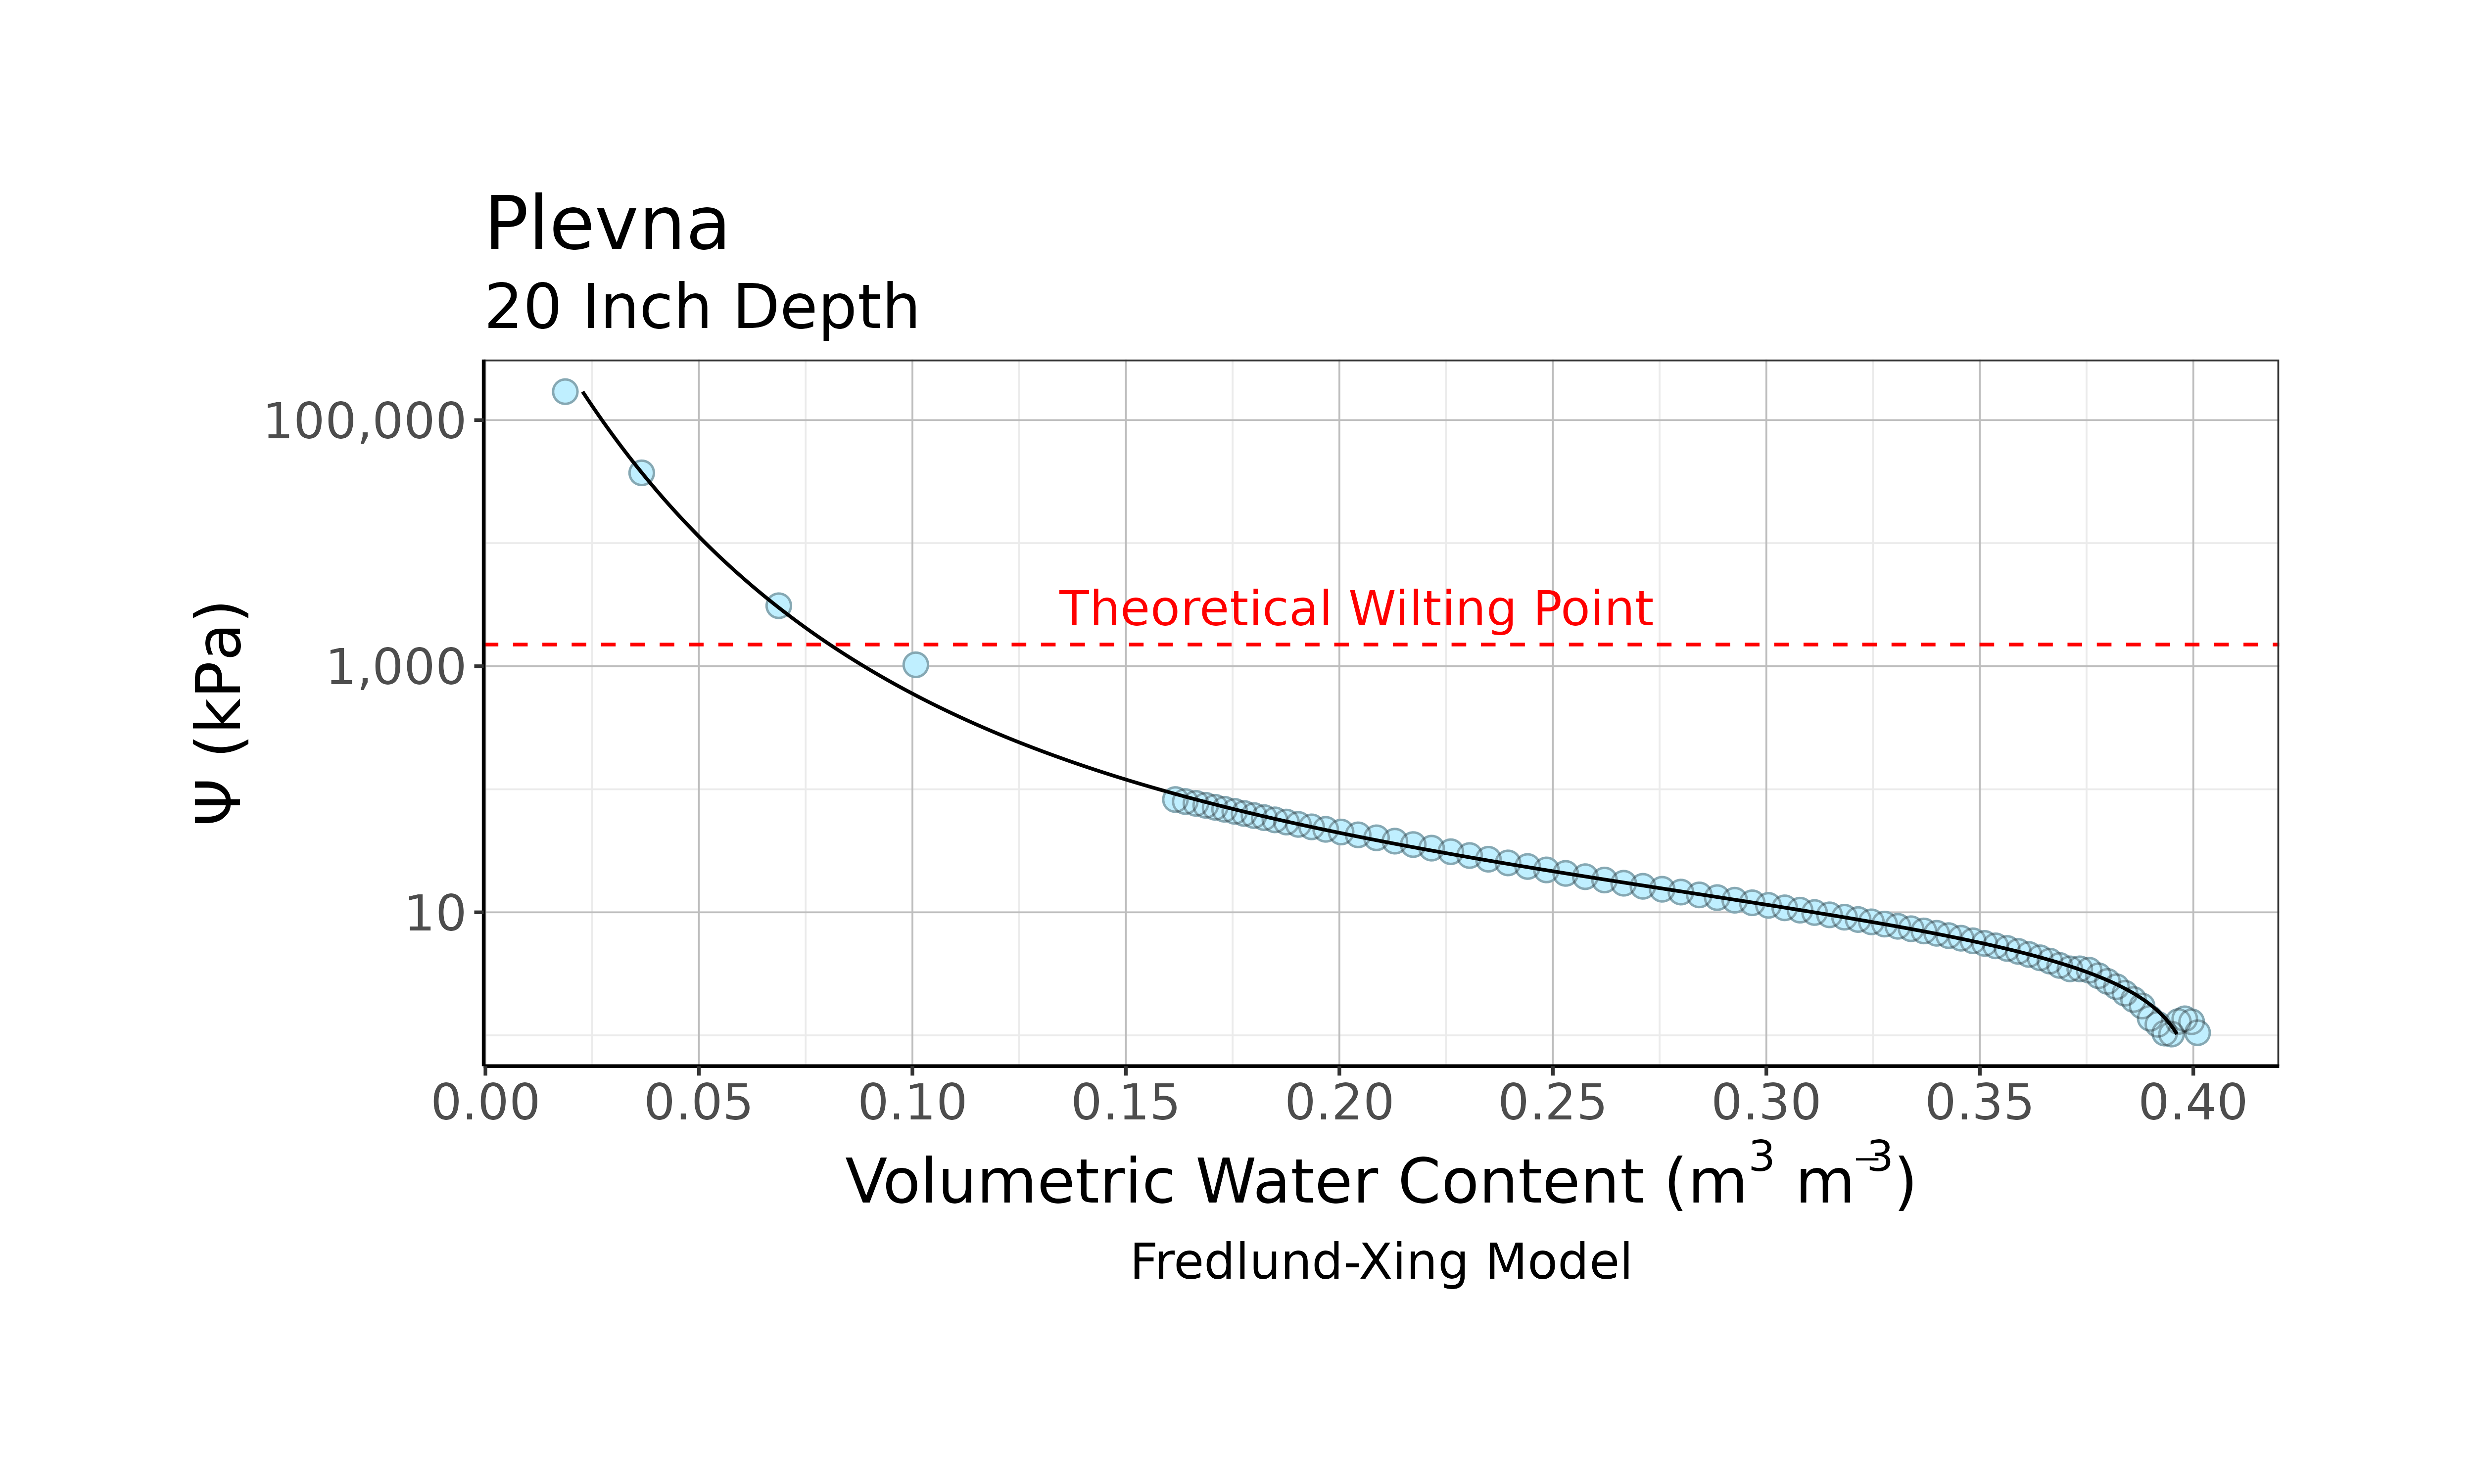 Plevna
20 Inch Depth
Ψ (kPa)
100,000
1,000
10
Theoretical Wilting Point
0.00 0.05 0.10 0.15 0.20 0.25 0.30 0.35 0.40
Volumetric Water Content (m³ m⁻³)
Fredlund-Xing Model